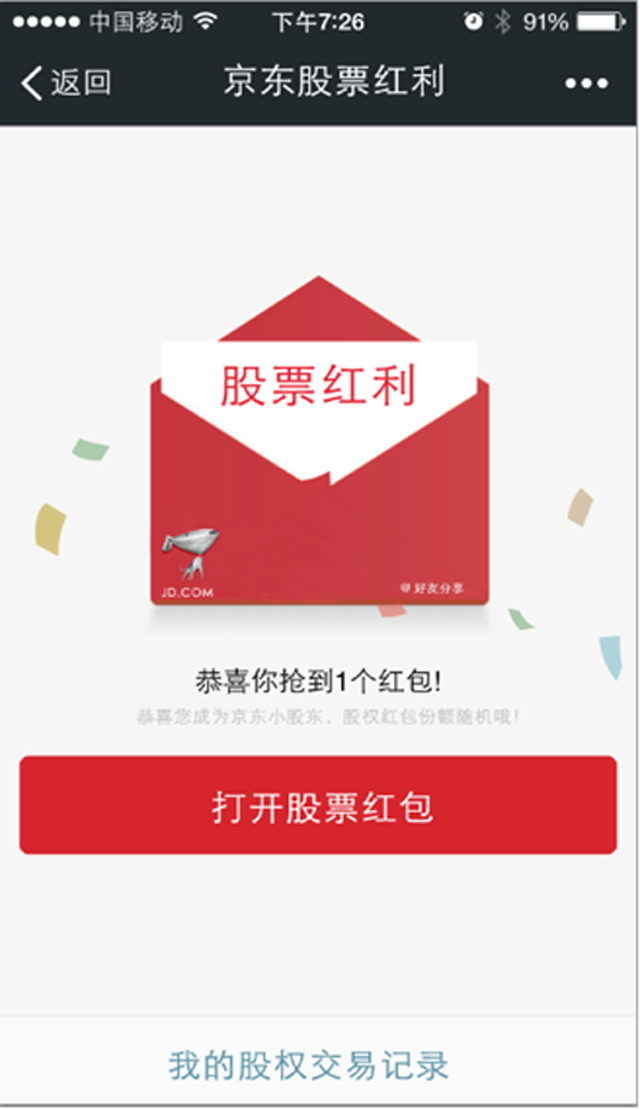 中国移动 下午7:26 91%
返回 京东股票红利
股票红利
JD.COM @好友分享
恭喜你抢到1个红包!
恭喜您成为京东小股东，股权红包份额随机哦!
打开股票红包
我的股权交易记录